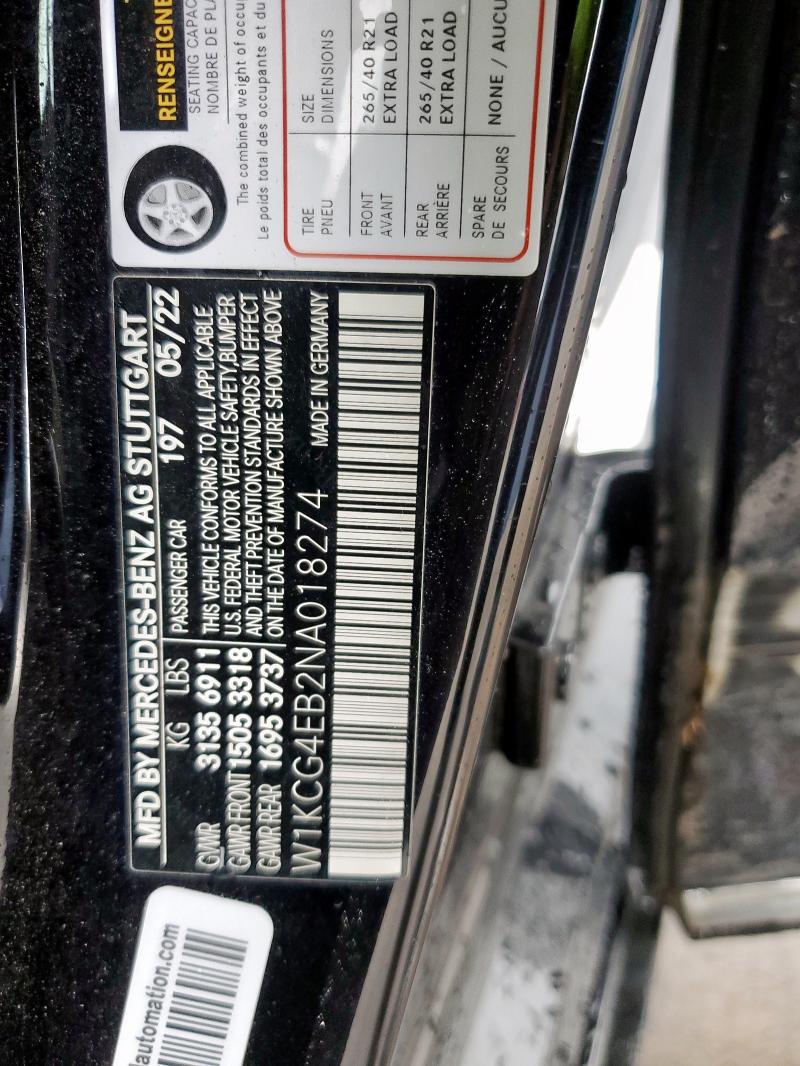 RENSEIGNE
SEATING CAPAC
NOMBRE DE PLA
The combined weight of occup
Le poids total des occupants et du
TIRE SIZE
PNEU DIMENSIONS
FRONT 265/40 R21
AVANT EXTRA LOAD
REAR 265/40 R21
ARRIÈRE EXTRA LOAD
SPARE NONE / AUCU
DE SECOURS
MFD BY MERCEDES-BENZ AG STUTTGART
KG LBS PASSENGER CAR 197 05/22
GVWR 3135 6911 THIS VEHICLE CONFORMS TO ALL APPLICABLE
GAWR FRONT 1505 3318 U.S. FEDERAL MOTOR VEHICLE SAFETY BUMPER
GAWR REAR 1695 3737 AND THEFT PREVENTION STANDARDS IN EFFECT
ON THE DATE OF MANUFACTURE SHOWN ABOVE
W1KCG4EB2NA018274 MADE IN GERMANY
automation.com